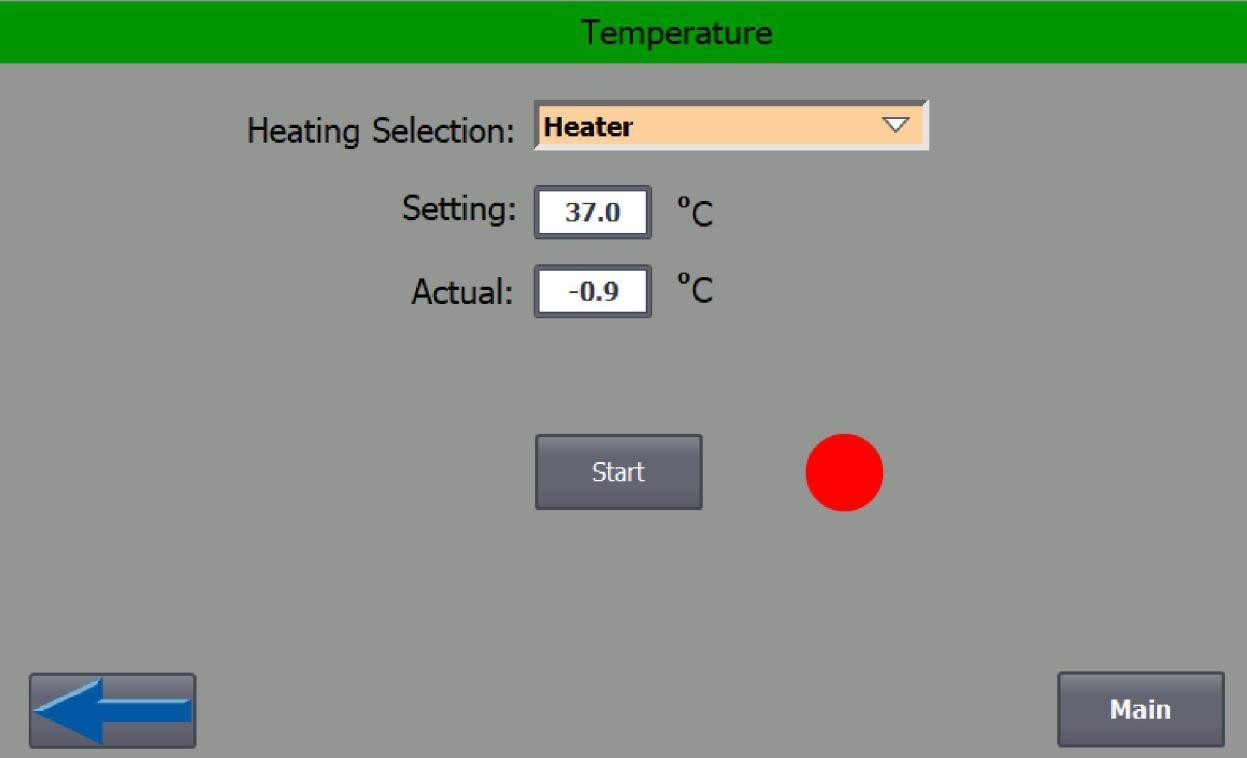 Temperature
Heating Selection: Heater
Setting: 37.0 °C
Actual: -0.9 °C
Start
Main